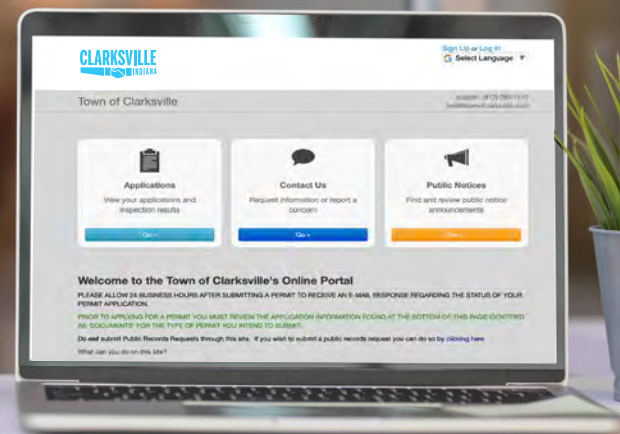 CLARKSVILLE
INDIANA
Sign Up or Log In
G Select Language ▼
Town of Clarksville
Applications
View your applications and
inspection results
Go »
Contact Us
Request information or report a
concern
Go »
Public Notices
Find and review public notice
announcements
Welcome to the Town of Clarksville's Online Portal
PLEASE ALLOW 24 BUSINESS HOURS AFTER SUBMITTING A PERMIT TO RECEIVE AN E-MAIL RESPONSE REGARDING THE STATUS OF YOUR
PERMIT APPLICATION.
PRIOR TO APPLYING FOR A PERMIT YOU MUST REVIEW THE APPLICATION INFORMATION FOUND AT THE BOTTOM OF THIS PAGE IDENTIFIED
AS 'DOCUMENTS' FOR THE TYPE OF PERMIT YOU INTEND TO SUBMIT.
Do not submit Public Records Requests through this site. If you wish to submit a public records request you can do so by clicking here
What can you do on this site?